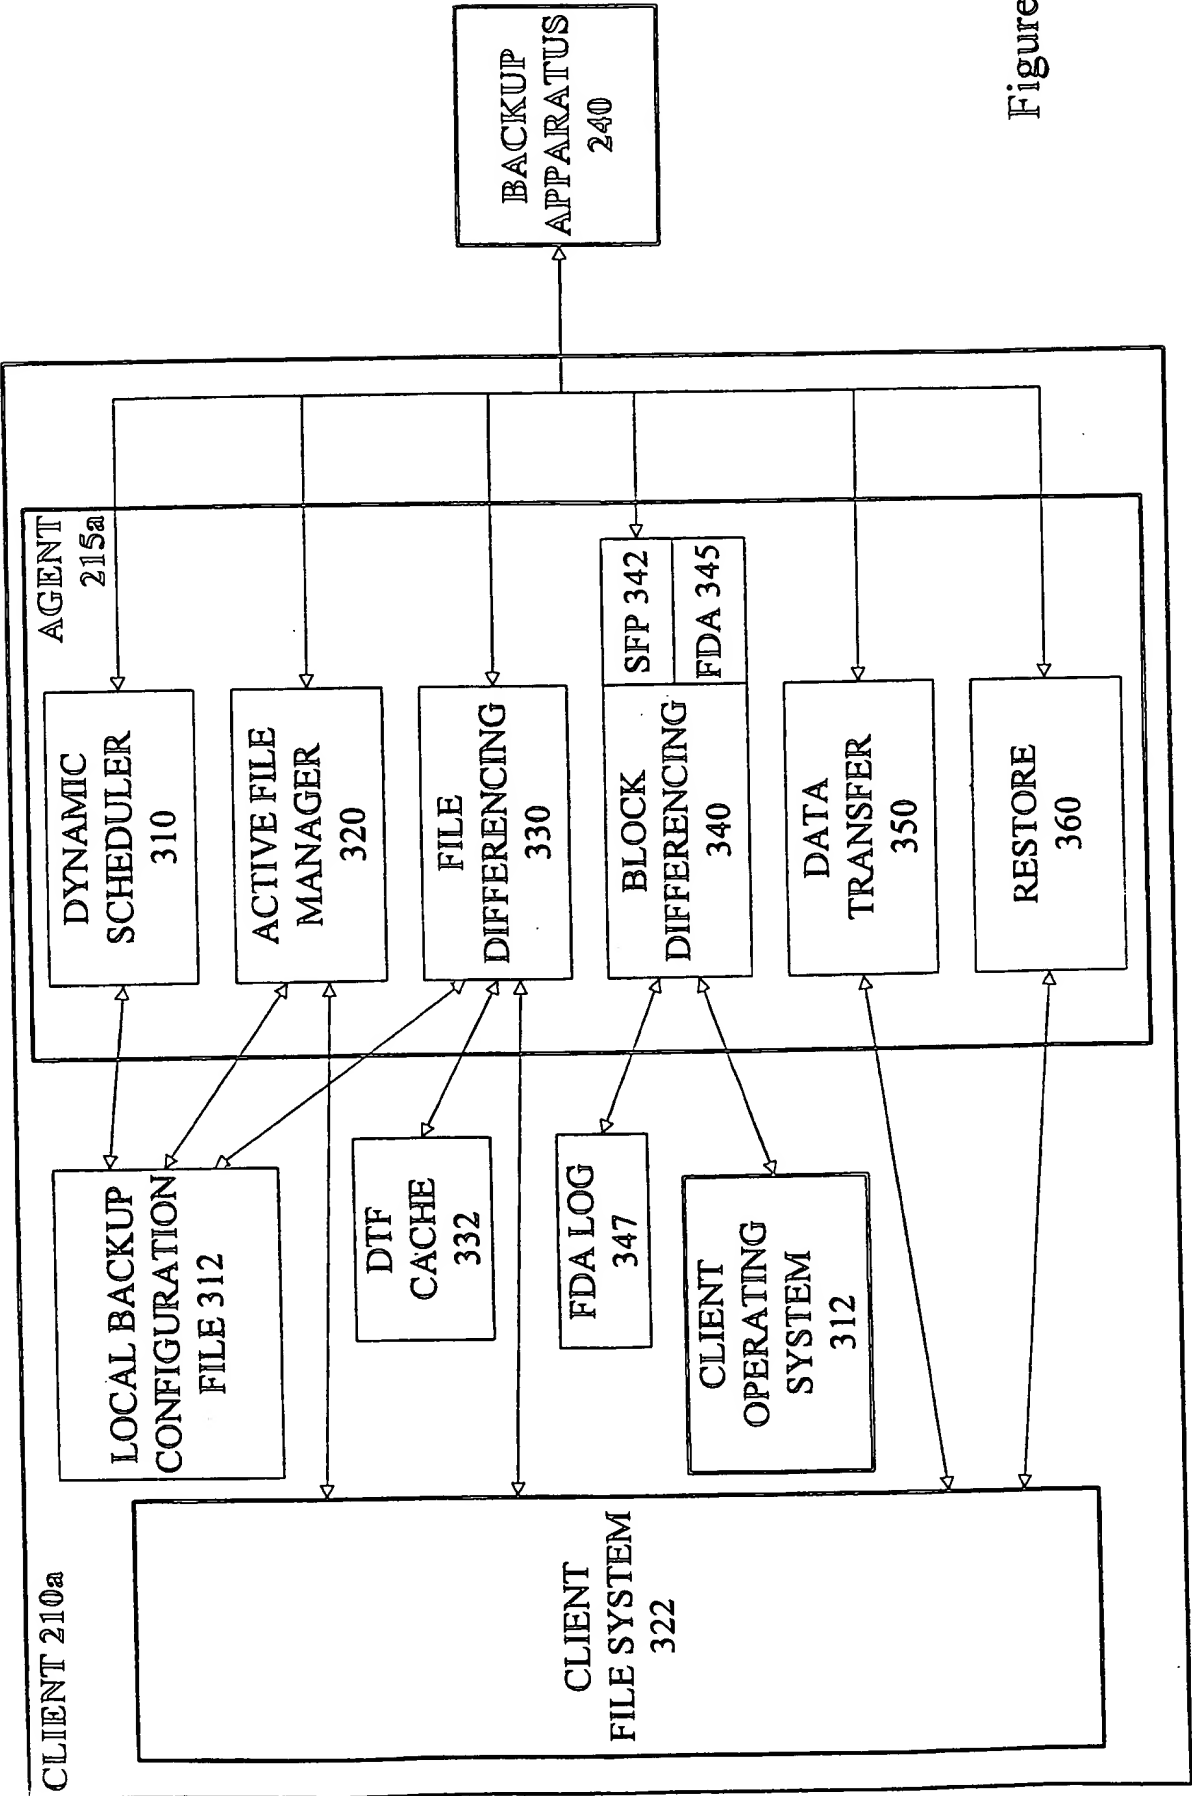 CLIENT 210a
CLIENT
FILE SYSTEM
322
LOCAL BACKUP
CONFIGURATION
FILE 312
DTF
CACHE
332
FDA LOG
347
CLIENT
OPERATING
SYSTEM
312
AGENT
215a
DYNAMIC
SCHEDULER
310
ACTIVE FILE
MANAGER
320
FILE
DIFFERENCING
330
BLOCK
DIFFERENCING
340
SFP 342
FDA 345
DATA
TRANSFER
350
RESTORE
360
BACKUP
APPARATUS
240
Figure